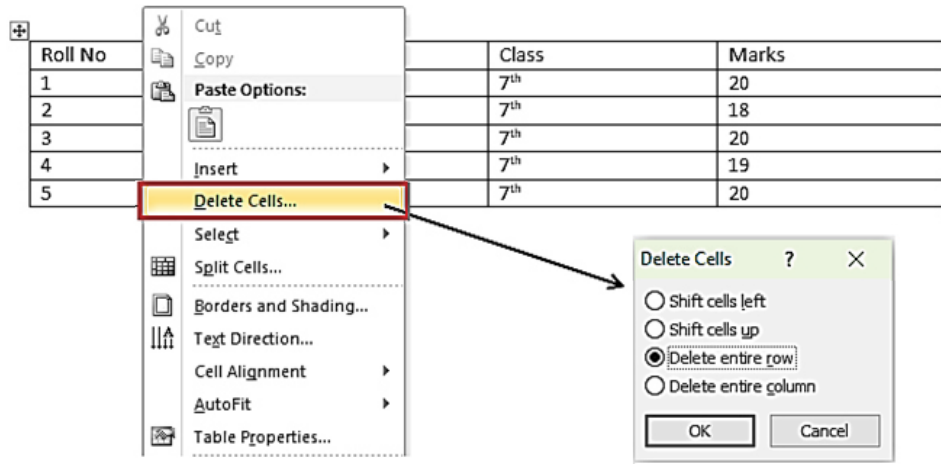 Roll No Class Marks
1 7th 20
2 7th 18
3 7th 20
4 7th 19
5 7th 20
Cut
Copy
Paste Options:
Insert
Delete Cells...
Select
Split Cells...
Borders and Shading...
Text Direction...
Cell Alignment
AutoFit
Table Properties...
Delete Cells ?
Shift cells left
Shift cells up
Delete entire row
Delete entire column
OK Cancel